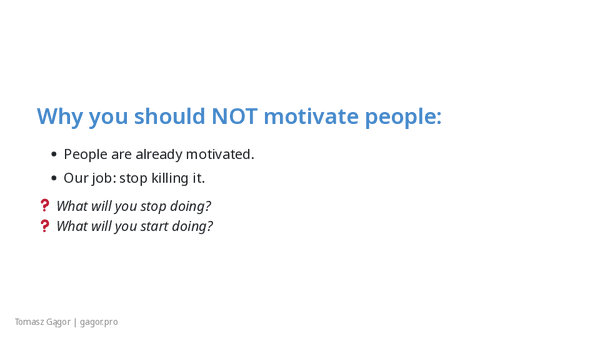 Why you should NOT motivate people:
• People are already motivated.
• Our job: stop killing it.
❓ What will you stop doing?
❓ What will you start doing?
Tomasz Gągor | gagor.pro